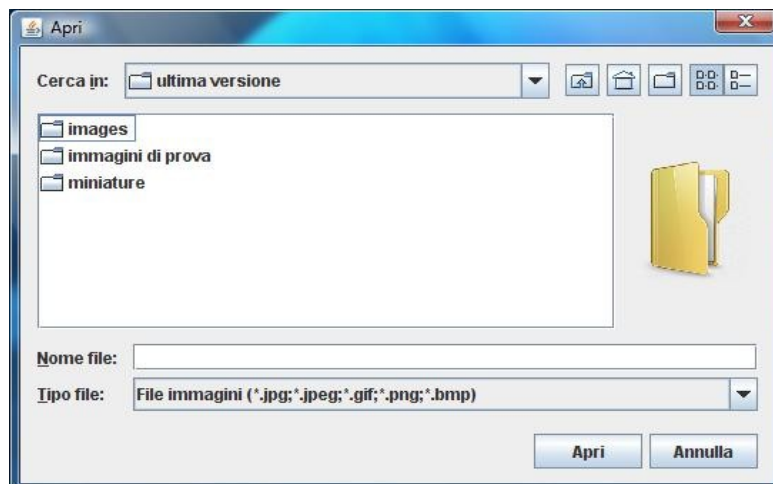 Apri
Cerca in: ultima versione
images
immagini di prova
miniature
Nome file:
Tipo file: File immagini (*.jpg;*.jpeg;*.gif;*.png;*.bmp)
Apri Annulla